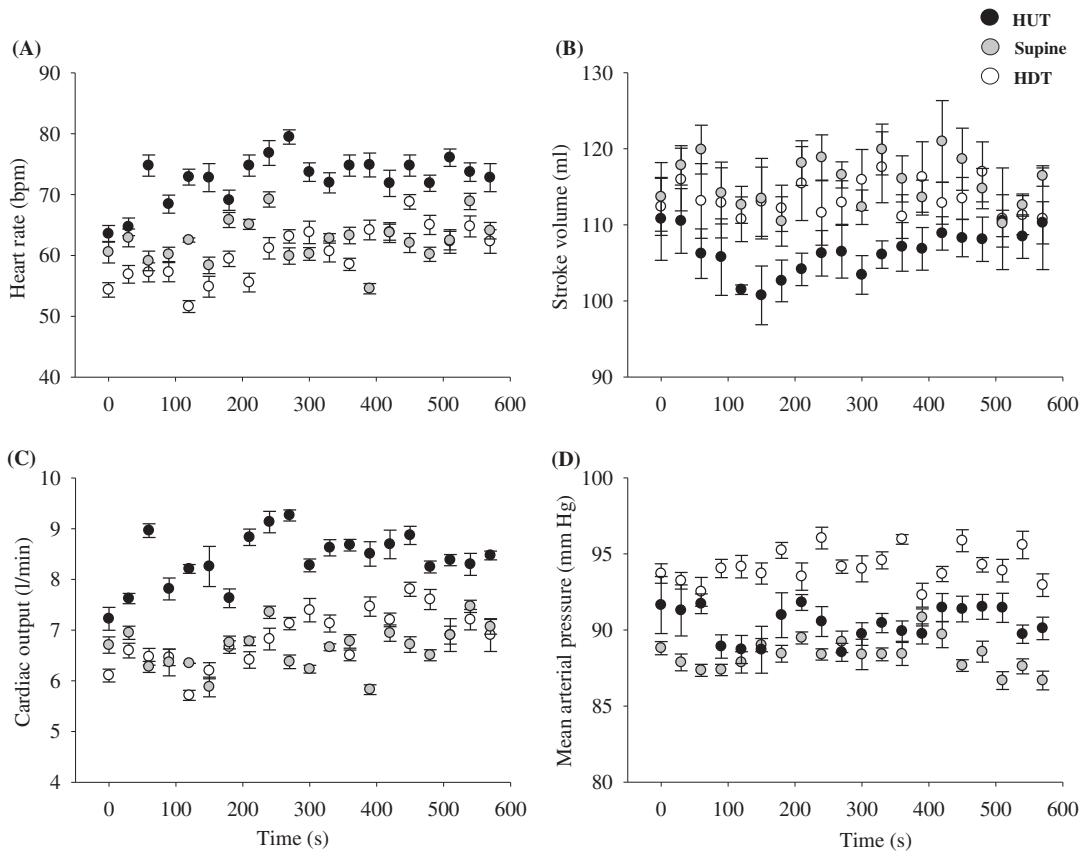 HUT
Supine
HDT
(A)
90
80
70
60
50
40
Heart rate (bpm)
0 100 200 300 400 500 600
(B)
130
120
110
100
90
Stroke volume (ml)
0 100 200 300 400 500 600
(C)
10
9
8
7
6
5
4
Cardiac output (l/min)
0 100 200 300 400 500 600
Time (s)
(D)
100
95
90
85
80
Mean arterial pressure (mm Hg)
0 100 200 300 400 500 600
Time (s)